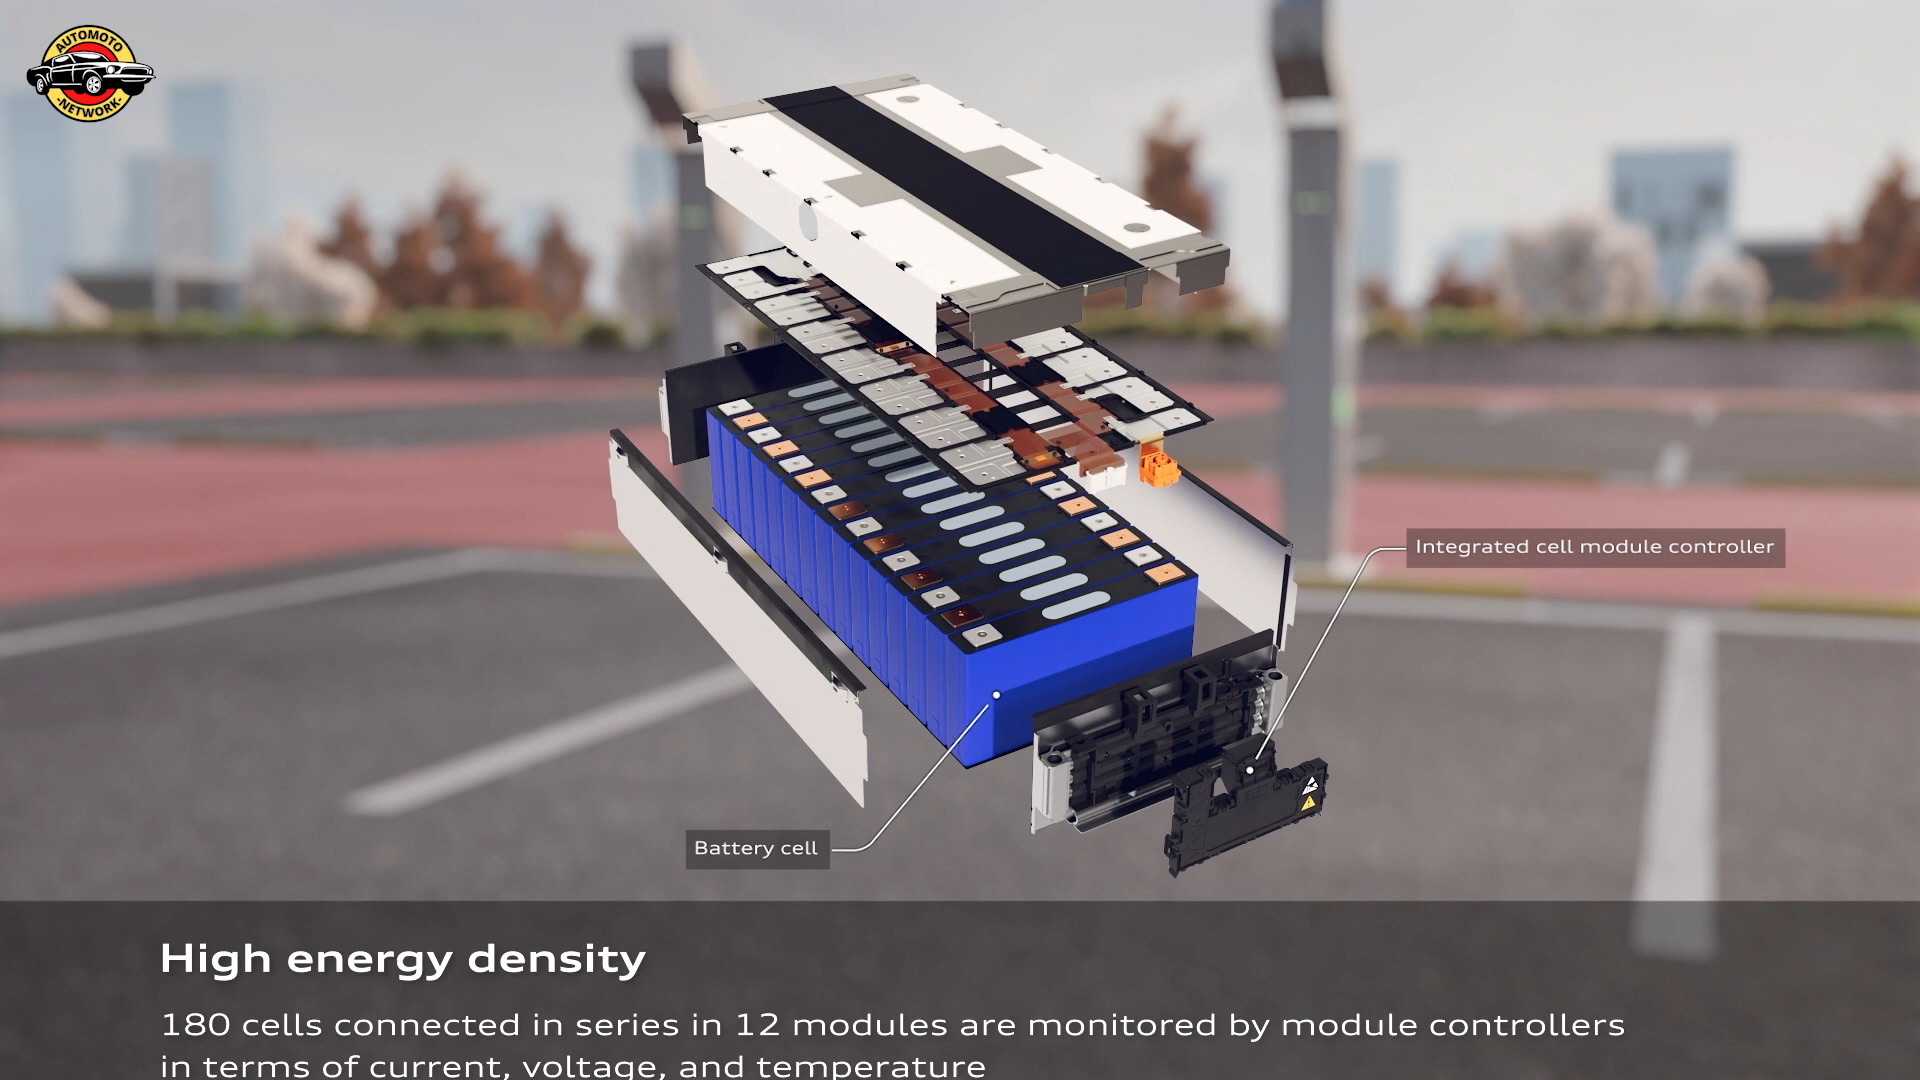 AUTOMOTO
-NETWORK-
Integrated cell module controller
Battery cell
High energy density
180 cells connected in series in 12 modules are monitored by module controllers
in terms of current, voltage, and temperature